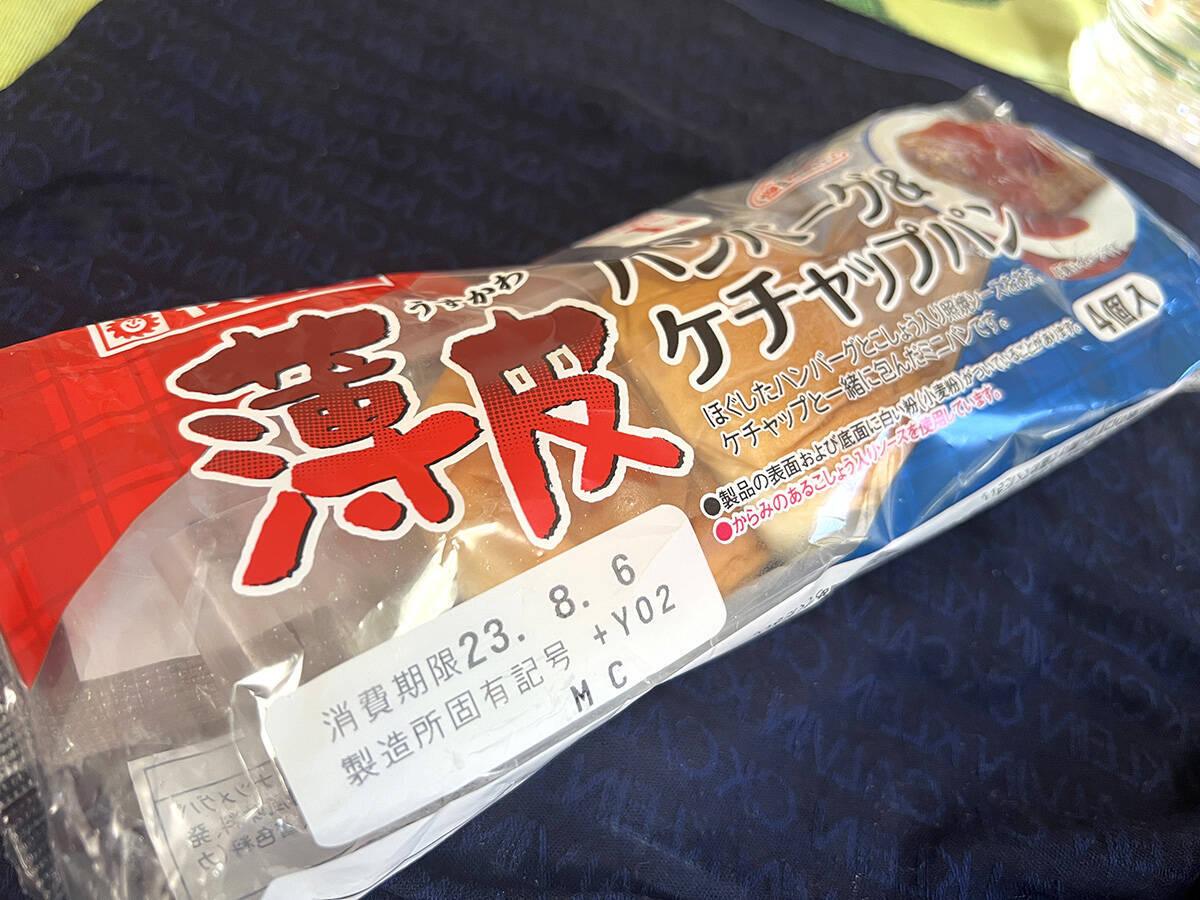 うすかわ
薄皮
ハンバーグ&
ケチャップパン
ほぐしたハンバーグとこしょう入り照焼ソースをあえ、
ケチャップと一緒に包んだミニパンです。
●製品の表面および底面に白い粉(小麦粉)がついていることがあります。
●からみのあるこしょう入りソースを使用しています。
4個入
消費期限23. 8. 6
製造所固有記号 +Y02
MC